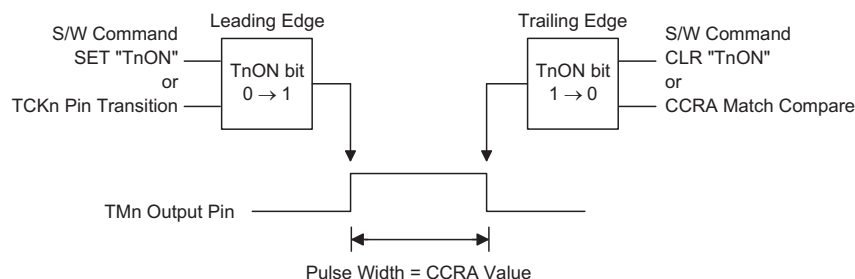 Leading Edge
S/W Command
SET "TnON"
or
TCKn Pin Transition
TnON bit
0 → 1
Trailing Edge
TnON bit
1 → 0
S/W Command
CLR "TnON"
or
CCRA Match Compare
TMn Output Pin
Pulse Width = CCRA Value